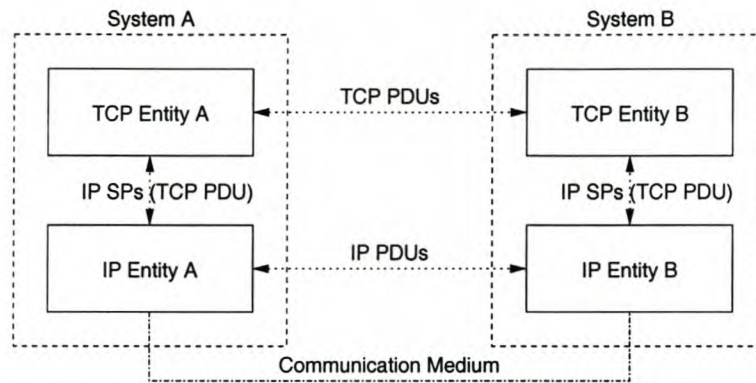 System A
System B
TCP Entity A
TCP PDUs
TCP Entity B
IP SPs (TCP PDU)
IP SPs (TCP PDU)
IP Entity A
IP PDUs
IP Entity B
Communication Medium